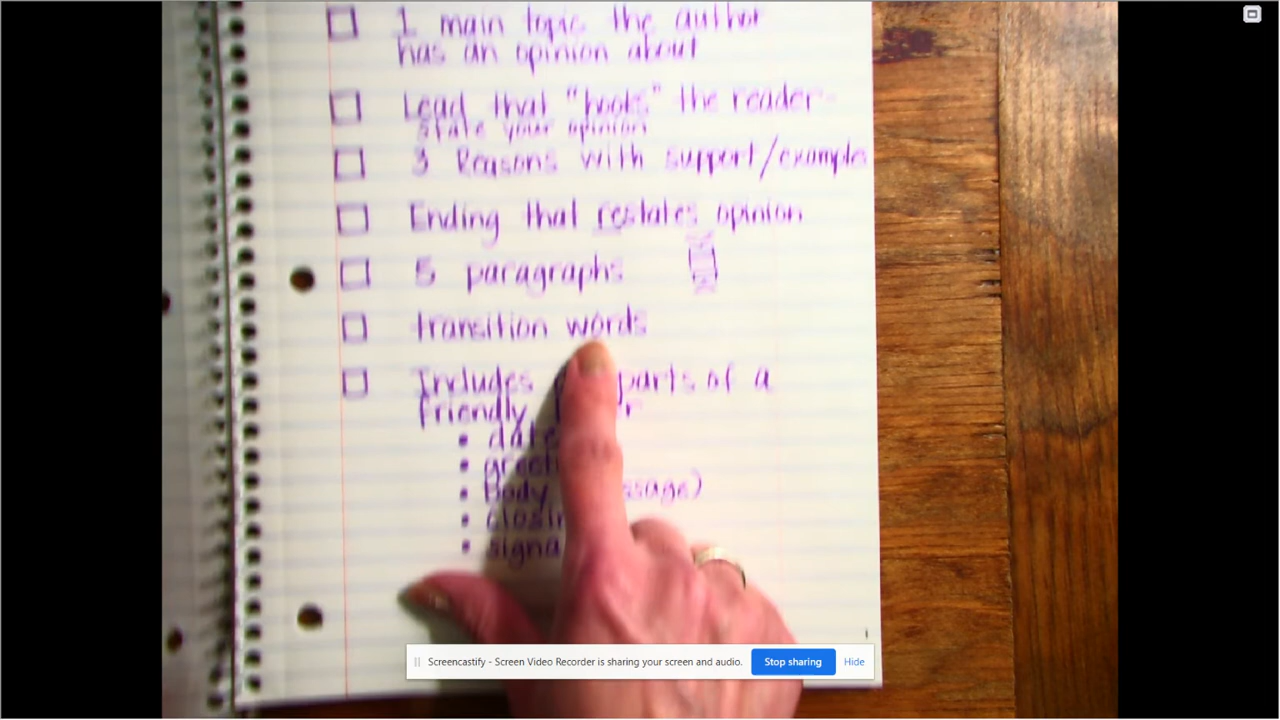 1 main topic the author
has an opinion about
Lead that "hooks" the reader-
state your opinion
3 Reasons with support/examples
Ending that restates opinion
5 paragraphs
transition words
Includes parts of a
friendly
date
Body
Screencastify - Screen Video Recorder is sharing your screen and audio.
Stop sharing
Hide